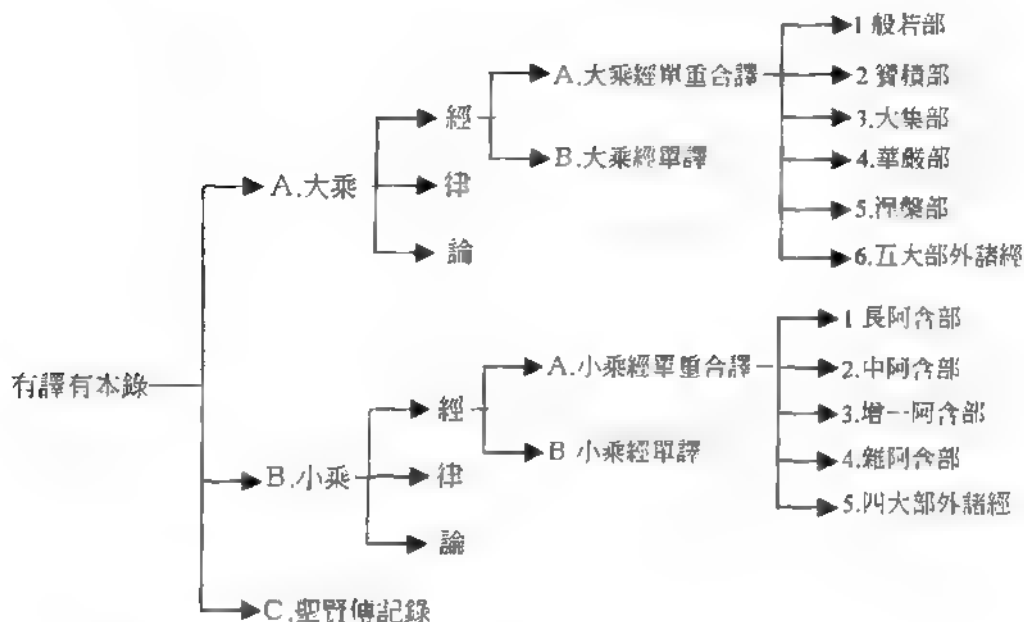 有譯有本錄
A.大乘
經
A.大乘經單重合譯
1 般若部
2 寶積部
3.大集部
4.華嚴部
5.涅槃部
6.五大部外諸經
B.大乘經單譯
律
論
B.小乘
經
A.小乘經單重合譯
1 長阿含部
2.中阿含部
3.增一阿含部
4.雜阿含部
5.四大部外諸經
B 小乘經單譯
律
論
C.聖賢傳記錄